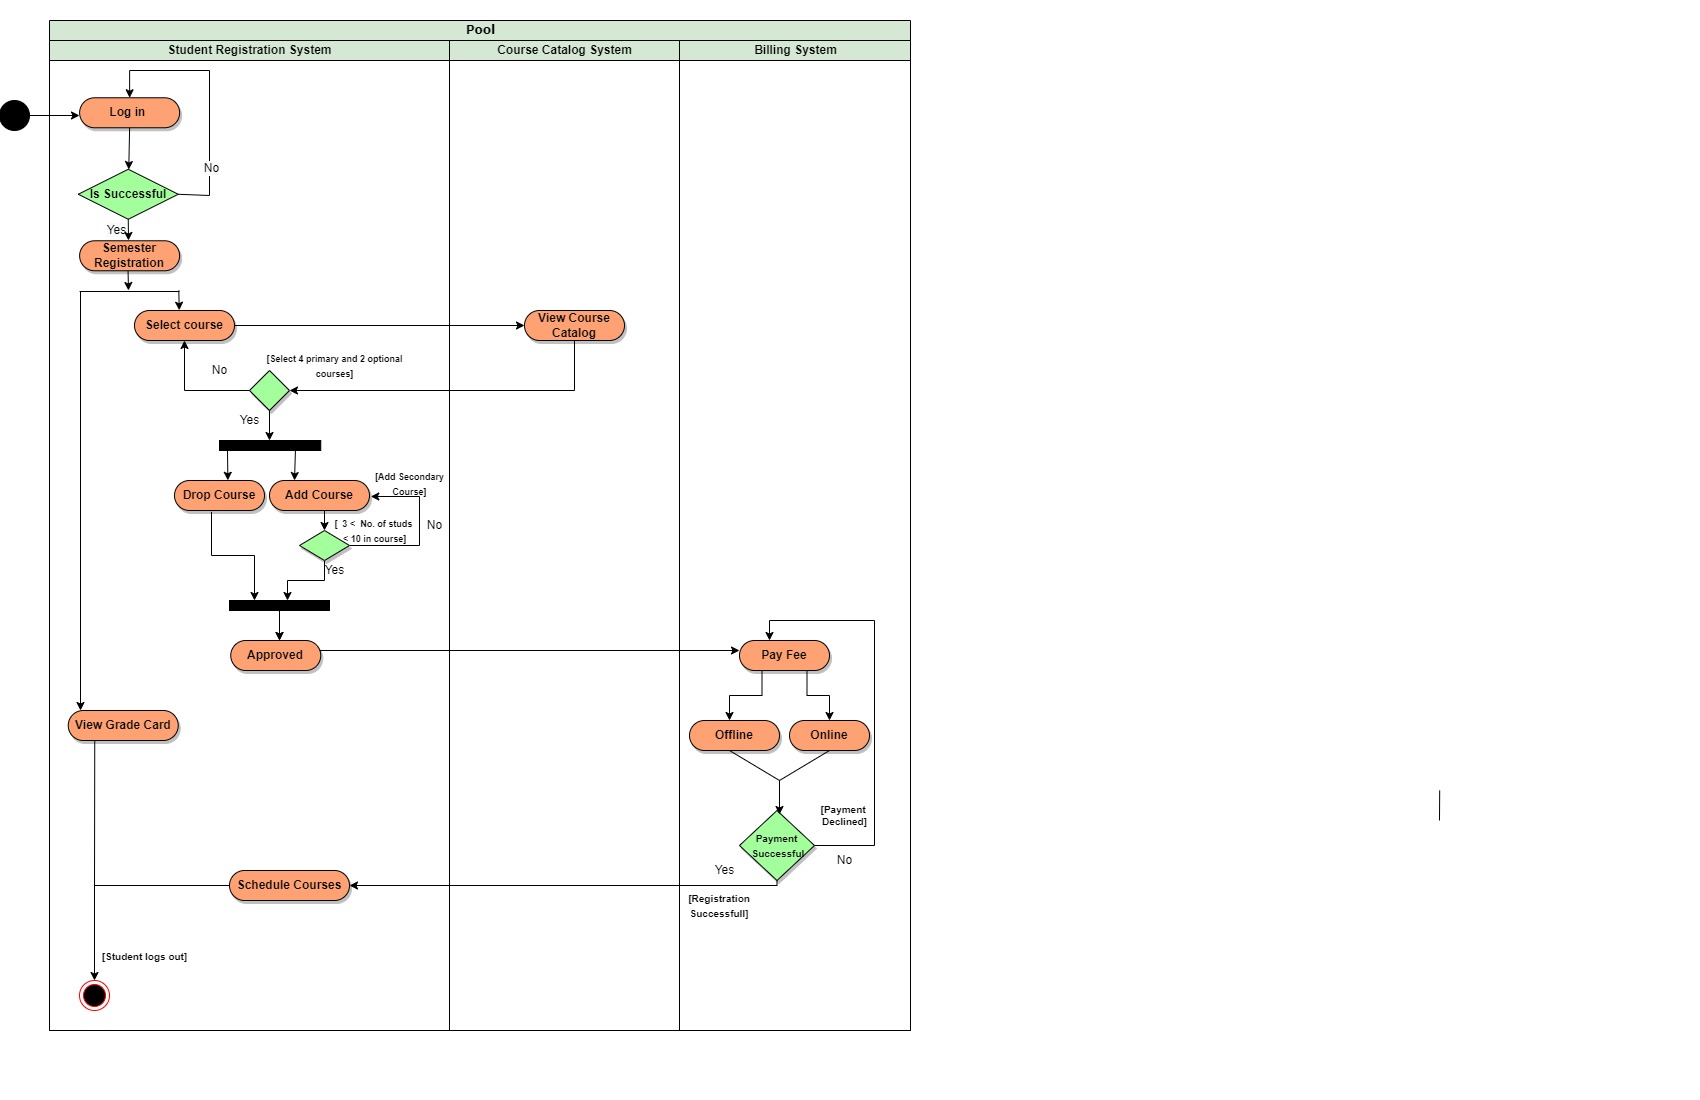 Pool
Student Registration System
Course Catalog System
Billing System
Log in
No
Is Successful
Yes
Semester
Registration
Select course
View Course
Catalog
[Select 4 primary and 2 optional
courses]
No
Yes
[Add Secondary
Course]
Drop Course
Add Course
[ 3 < No. of studs
< 10 in course]
No
Yes
Approved
Pay Fee
View Grade Card
Offline
Online
[Payment
Declined]
Payment
Successful
No
Yes
Schedule Courses
[Registration
Successfull]
[Student logs out]